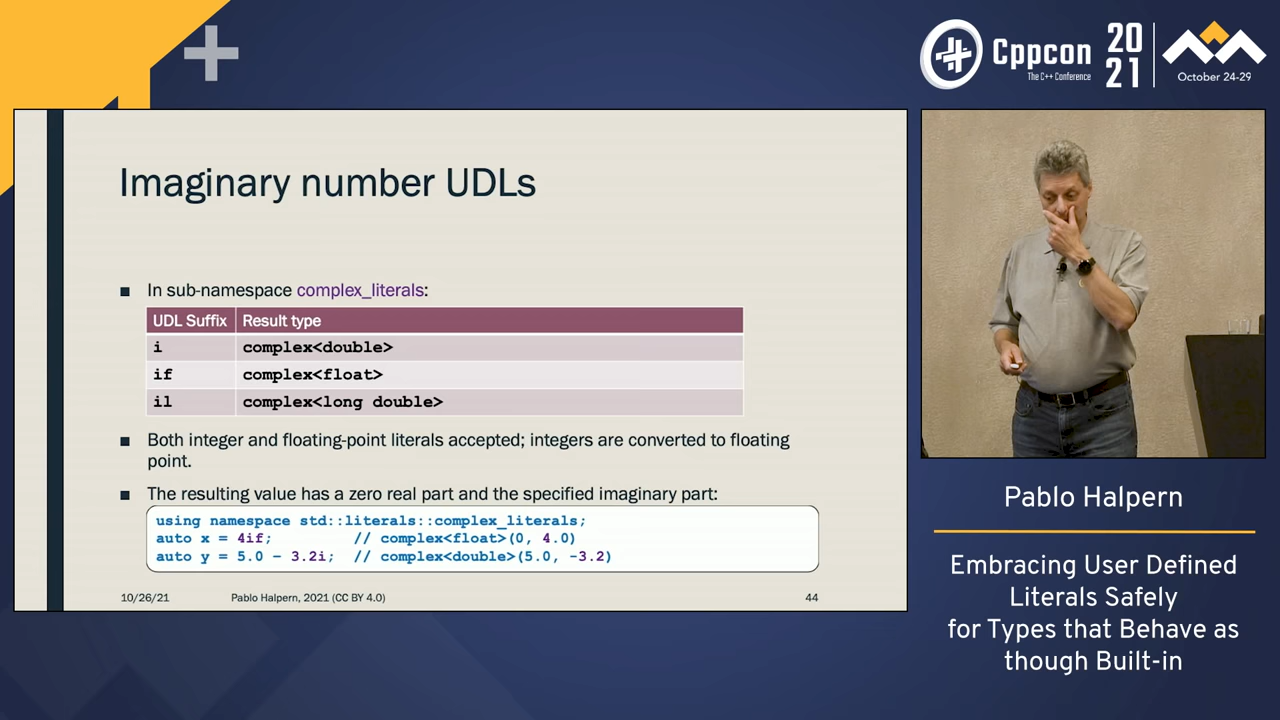 Cppcon
The C++ Conference
20
21
October 24-29
Imaginary number UDLs
■ In sub-namespace complex_literals:
UDL Suffix Result type
i complex<double>
if complex<float>
il complex<long double>
■ Both integer and floating-point literals accepted; integers are converted to floating
point.
■ The resulting value has a zero real part and the specified imaginary part:
using namespace std::literals::complex_literals;
auto x = 4if; // complex<float>(0, 4.0)
auto y = 5.0 – 3.2i; // complex<double>(5.0, -3.2)
10/26/21 Pablo Halpern, 2021 (CC BY 4.0) 44
Pablo Halpern
Embracing User Defined
Literals Safely
for Types that Behave as
though Built-in